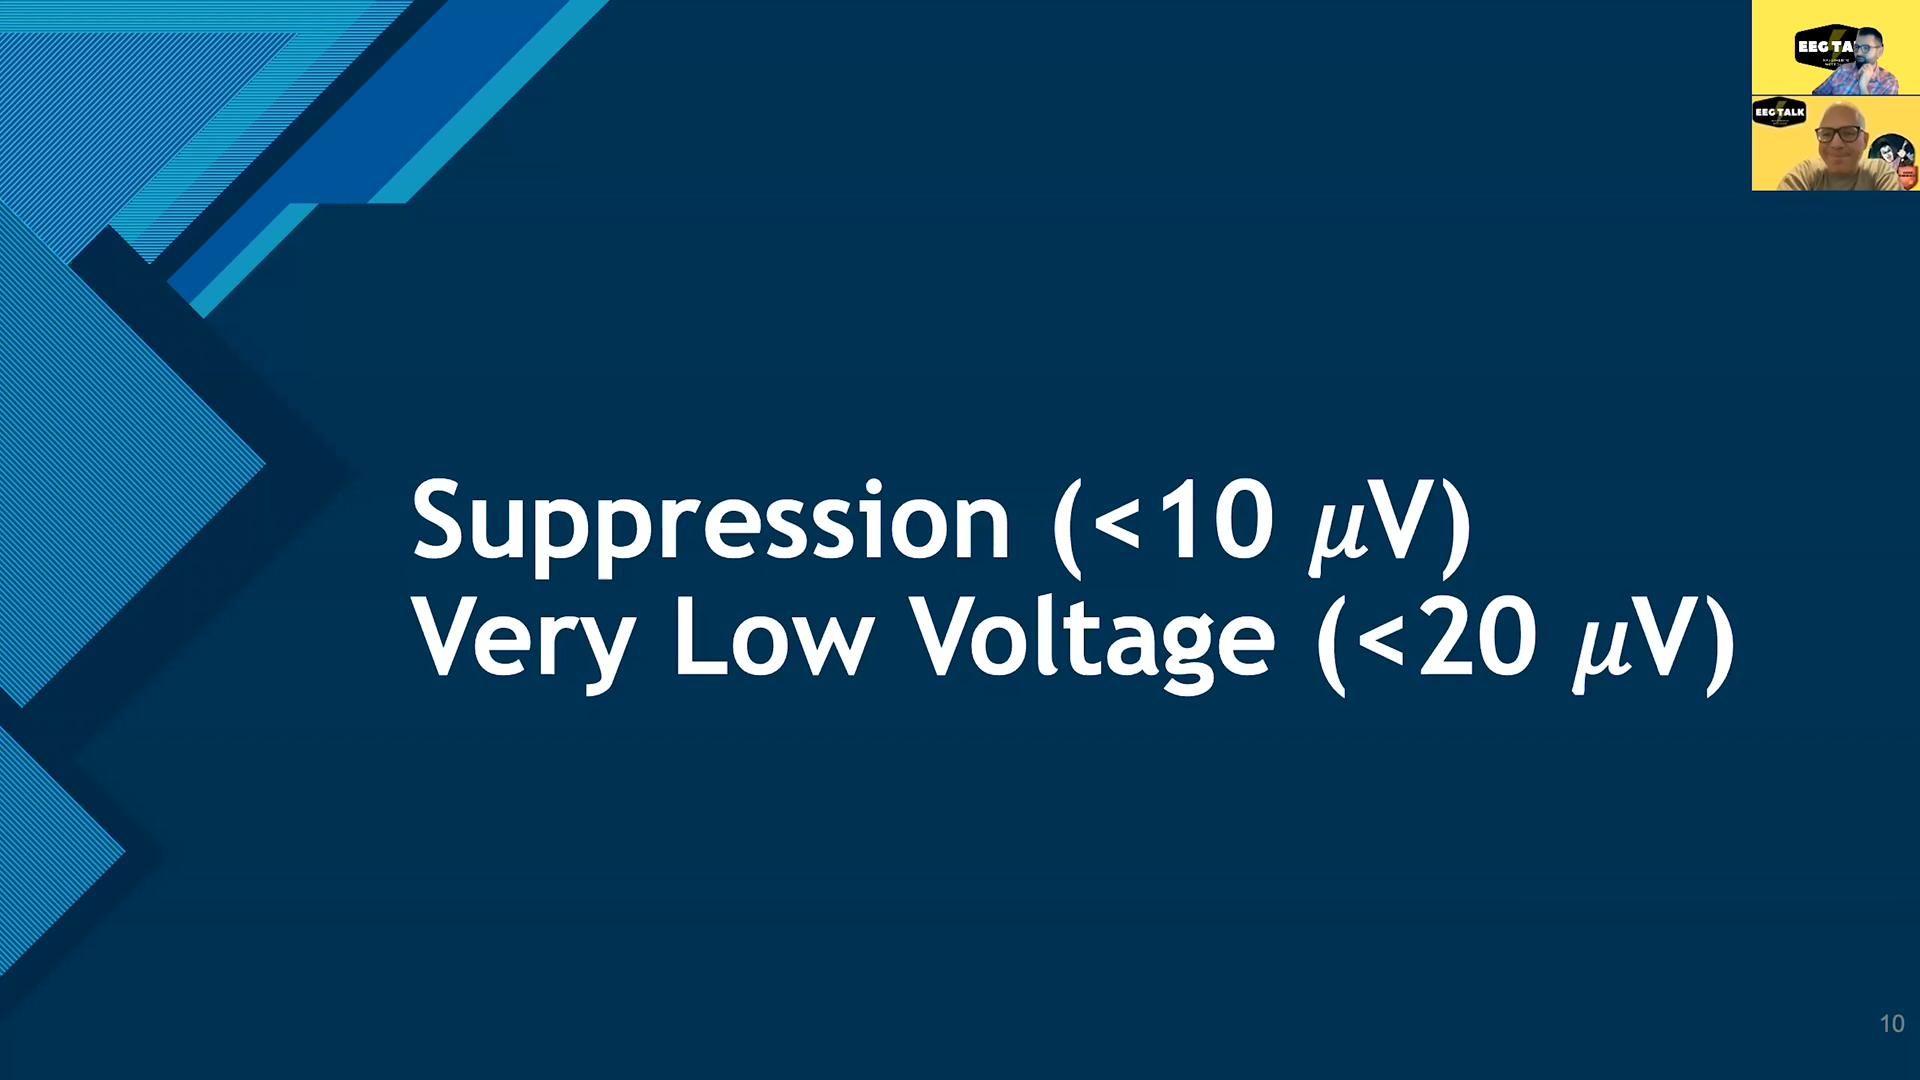 EEG TA
EEG TALK
Suppression (<10 𝜇V)
Very Low Voltage (<20 𝜇V)
10